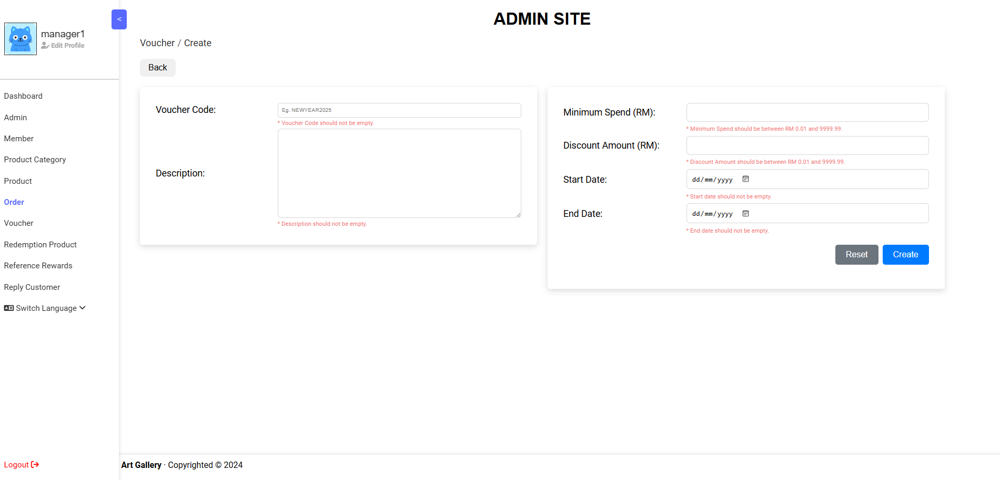 <
ADMIN SITE
manager1
Edit Profile
Voucher / Create
Back
Dashboard
Admin
Member
Product Category
Product
Order
Voucher
Redemption Product
Reference Rewards
Reply Customer
Switch Language
Logout
Voucher Code:
Eg. NEWYEAR2025
* Voucher Code should not be empty.
Description:
* Description should not be empty.
Minimum Spend (RM):
* Minimum Spend should be between RM 0.01 and 9999.99.
Discount Amount (RM):
* Discount Amount should be between RM 0.01 and 9999.99.
Start Date:
dd/mm/yyyy
* Start date should not be empty.
End Date:
dd/mm/yyyy
* End date should not be empty.
Reset
Create
Art Gallery · Copyrighted © 2024